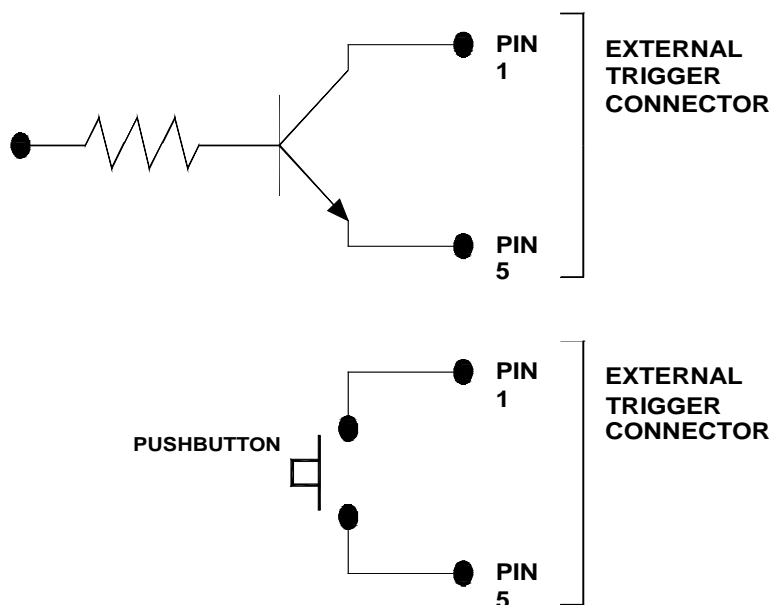 PIN
1
EXTERNAL
TRIGGER
CONNECTOR
PIN
5
PIN
1
EXTERNAL
TRIGGER
CONNECTOR
PUSHBUTTON
PIN
5